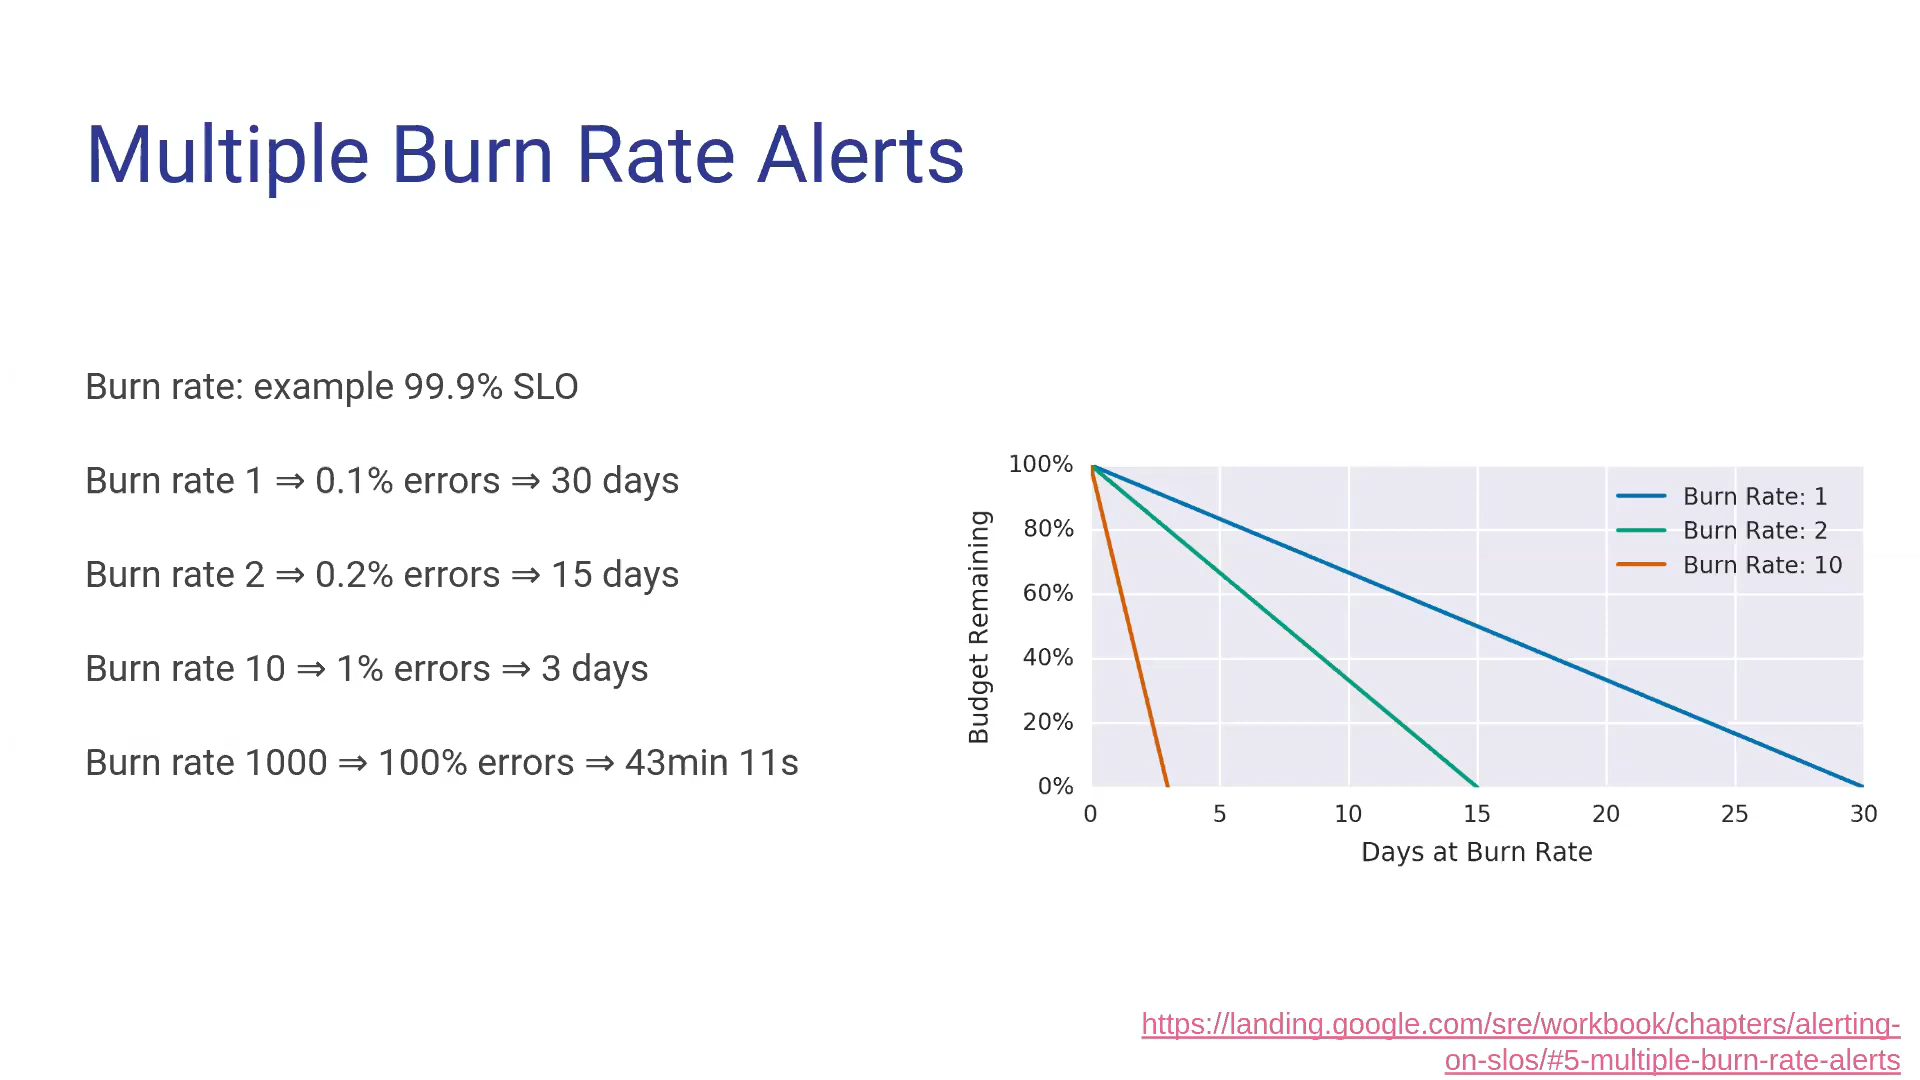 Multiple Burn Rate Alerts
Burn rate: example 99.9% SLO
Burn rate 1 ⇒ 0.1% errors ⇒ 30 days
Burn rate 2 ⇒ 0.2% errors ⇒ 15 days
Burn rate 10 ⇒ 1% errors ⇒ 3 days
Burn rate 1000 ⇒ 100% errors ⇒ 43min 11s
Budget Remaining
100%
80%
60%
40%
20%
0%
Burn Rate: 1
Burn Rate: 2
Burn Rate: 10
0 5 10 15 20 25 30
Days at Burn Rate
https://landing.google.com/sre/workbook/chapters/alerting-
on-slos/#5-multiple-burn-rate-alerts